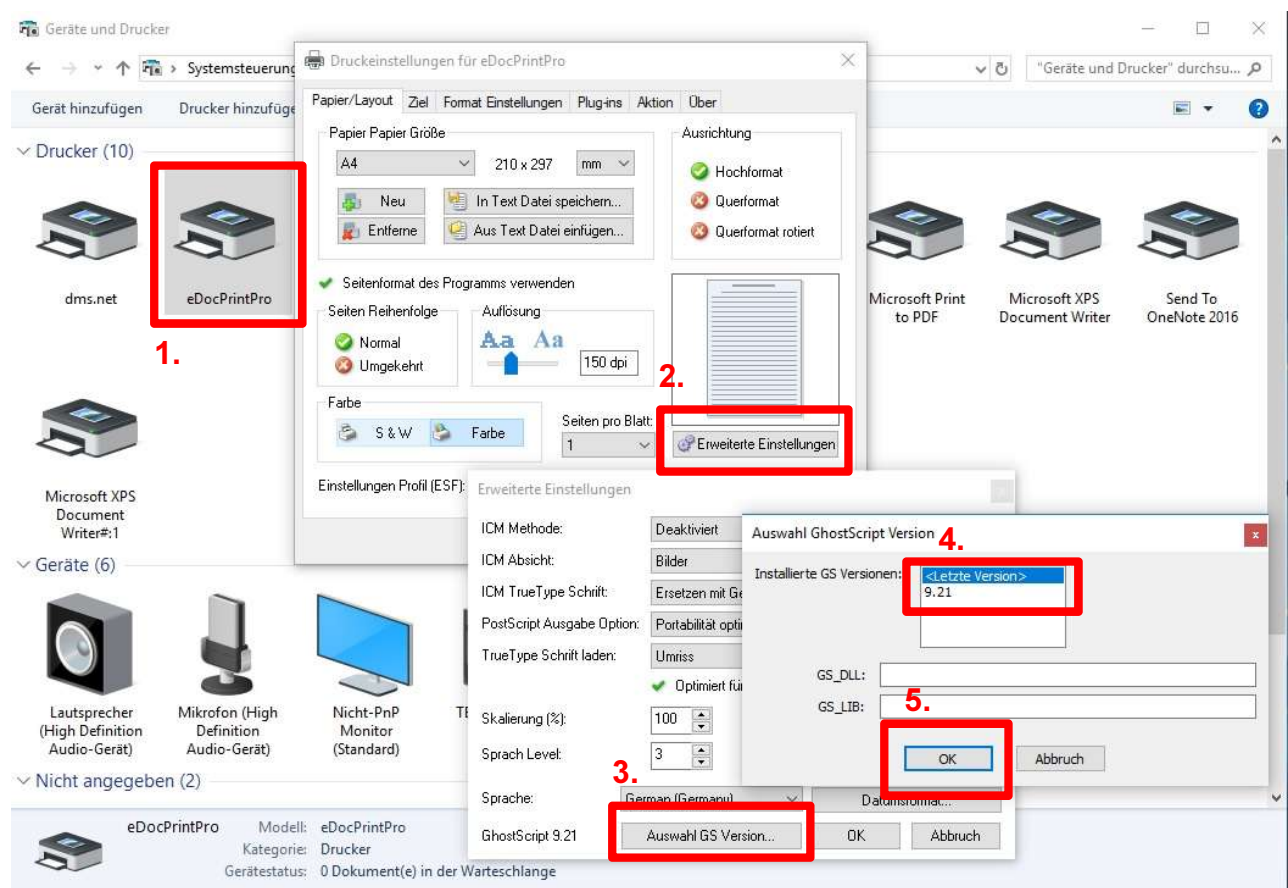 Geräte und Drucker
Systemsteuerung
"Geräte und Drucker" durchsu...
Gerät hinzufügen
Drucker hinzufüge
Drucker (10)
dms.net
eDocPrintPro
1.
Microsoft Print
to PDF
Microsoft XPS
Document Writer
Send To
OneNote 2016
Microsoft XPS
Document
Writer#:1
Geräte (6)
Lautsprecher
(High Definition
Audio-Gerät)
Mikrofon (High
Definition
Audio-Gerät)
Nicht-PnP
Monitor
(Standard)
Nicht angegeben (2)
eDocPrintPro
Modell: eDocPrintPro
Kategorie: Drucker
Gerätestatus: 0 Dokument(e) in der Warteschlange
Druckeinstellungen für eDocPrintPro
Papier/Layout Ziel Format Einstellungen Plug-ins Aktion Über
Papier Papier Größe
A4 210 x 297 mm
Neu In Text Datei speichern...
Entferne Aus Text Datei einfügen...
Ausrichtung
Hochformat
Querformat
Querformat rotiert
Seitenformat des Programms verwenden
Seiten Reihenfolge
Normal
Umgekehrt
Auflösung
Aa Aa
150 dpi
2.
Farbe
S & W Farbe
Seiten pro Blatt:
1
Erweiterte Einstellungen
Einstellungen Profil (ESF):
Erweiterte Einstellungen
ICM Methode: Deaktiviert
ICM Absicht: Bilder
ICM TrueType Schrift: Ersetzen mit Ge
PostScript Ausgabe Option: Portabilität opti
TrueType Schrift laden: Umriss
Optimiert für
Skalierung (%): 100
Sprach Level: 3
3.
Sprache: German (Germany) Datumsformat...
GhostScript 9.21 Auswahl GS Version... OK Abbruch
Auswahl GhostScript Version
4.
Installierte GS Versionen: <Letzte Version>
9.21
GS_DLL:
GS_LIB:
5.
OK Abbruch